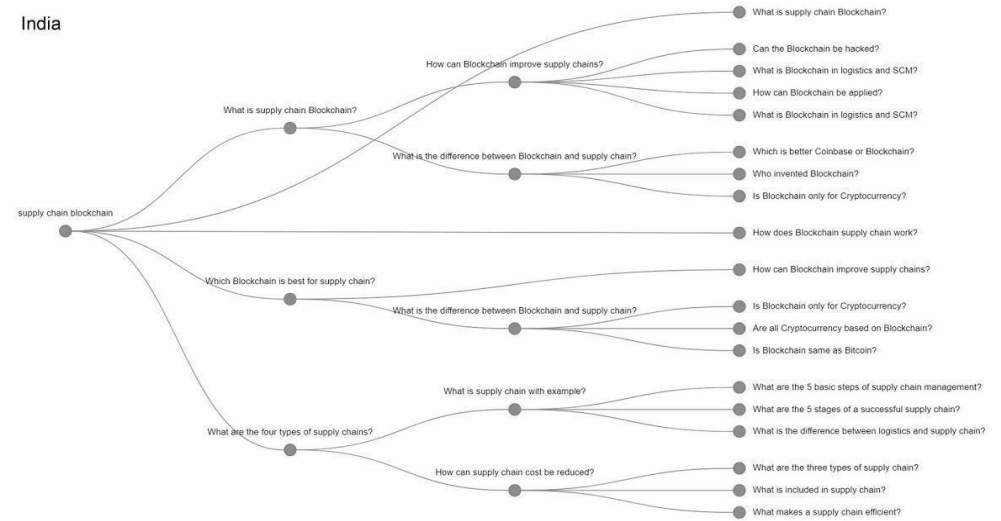 India
supply chain blockchain
What is supply chain Blockchain?
How can Blockchain improve supply chains?
What is supply chain Blockchain?
Can the Blockchain be hacked?
What is Blockchain in logistics and SCM?
How can Blockchain be applied?
What is Blockchain in logistics and SCM?
What is the difference between Blockchain and supply chain?
Which is better Coinbase or Blockchain?
Who invented Blockchain?
Is Blockchain only for Cryptocurrency?
How does Blockchain supply chain work?
Which Blockchain is best for supply chain?
How can Blockchain improve supply chains?
What is the difference between Blockchain and supply chain?
Is Blockchain only for Cryptocurrency?
Are all Cryptocurrency based on Blockchain?
Is Blockchain same as Bitcoin?
What are the four types of supply chains?
What is supply chain with example?
What are the 5 basic steps of supply chain management?
What are the 5 stages of a successful supply chain?
What is the difference between logistics and supply chain?
How can supply chain cost be reduced?
What are the three types of supply chain?
What is included in supply chain?
What makes a supply chain efficient?